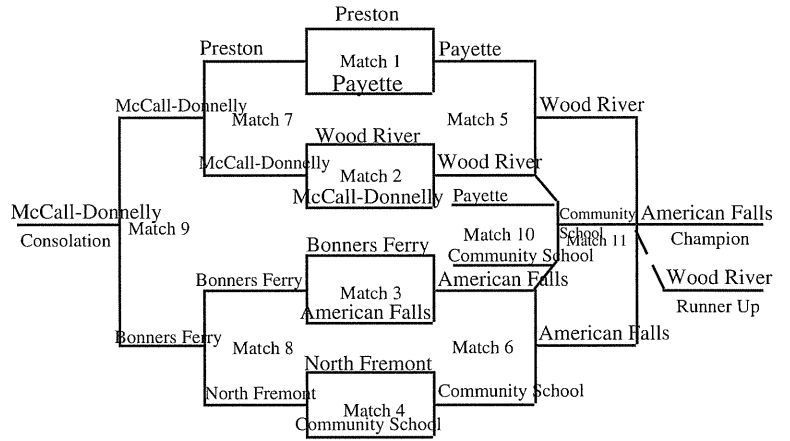 Preston
Preston
Match 1
Payette
Payette
McCall-Donnelly
Match 7
Match 5
Wood River
Wood River
McCall-Donnelly
Match 2
Wood River
McCall-Donnelly
Payette
McCall-Donnelly
Consolation
Match 9
Match 10
Community
School
Match 11
American Falls
Champion
Bonners Ferry
Community School
Bonners Ferry
Match 3
American Falls
American Falls
Wood River
Runner Up
Bonners Ferry
Match 8
Match 6
American Falls
North Fremont
North Fremont
Match 4
Community School
Community School